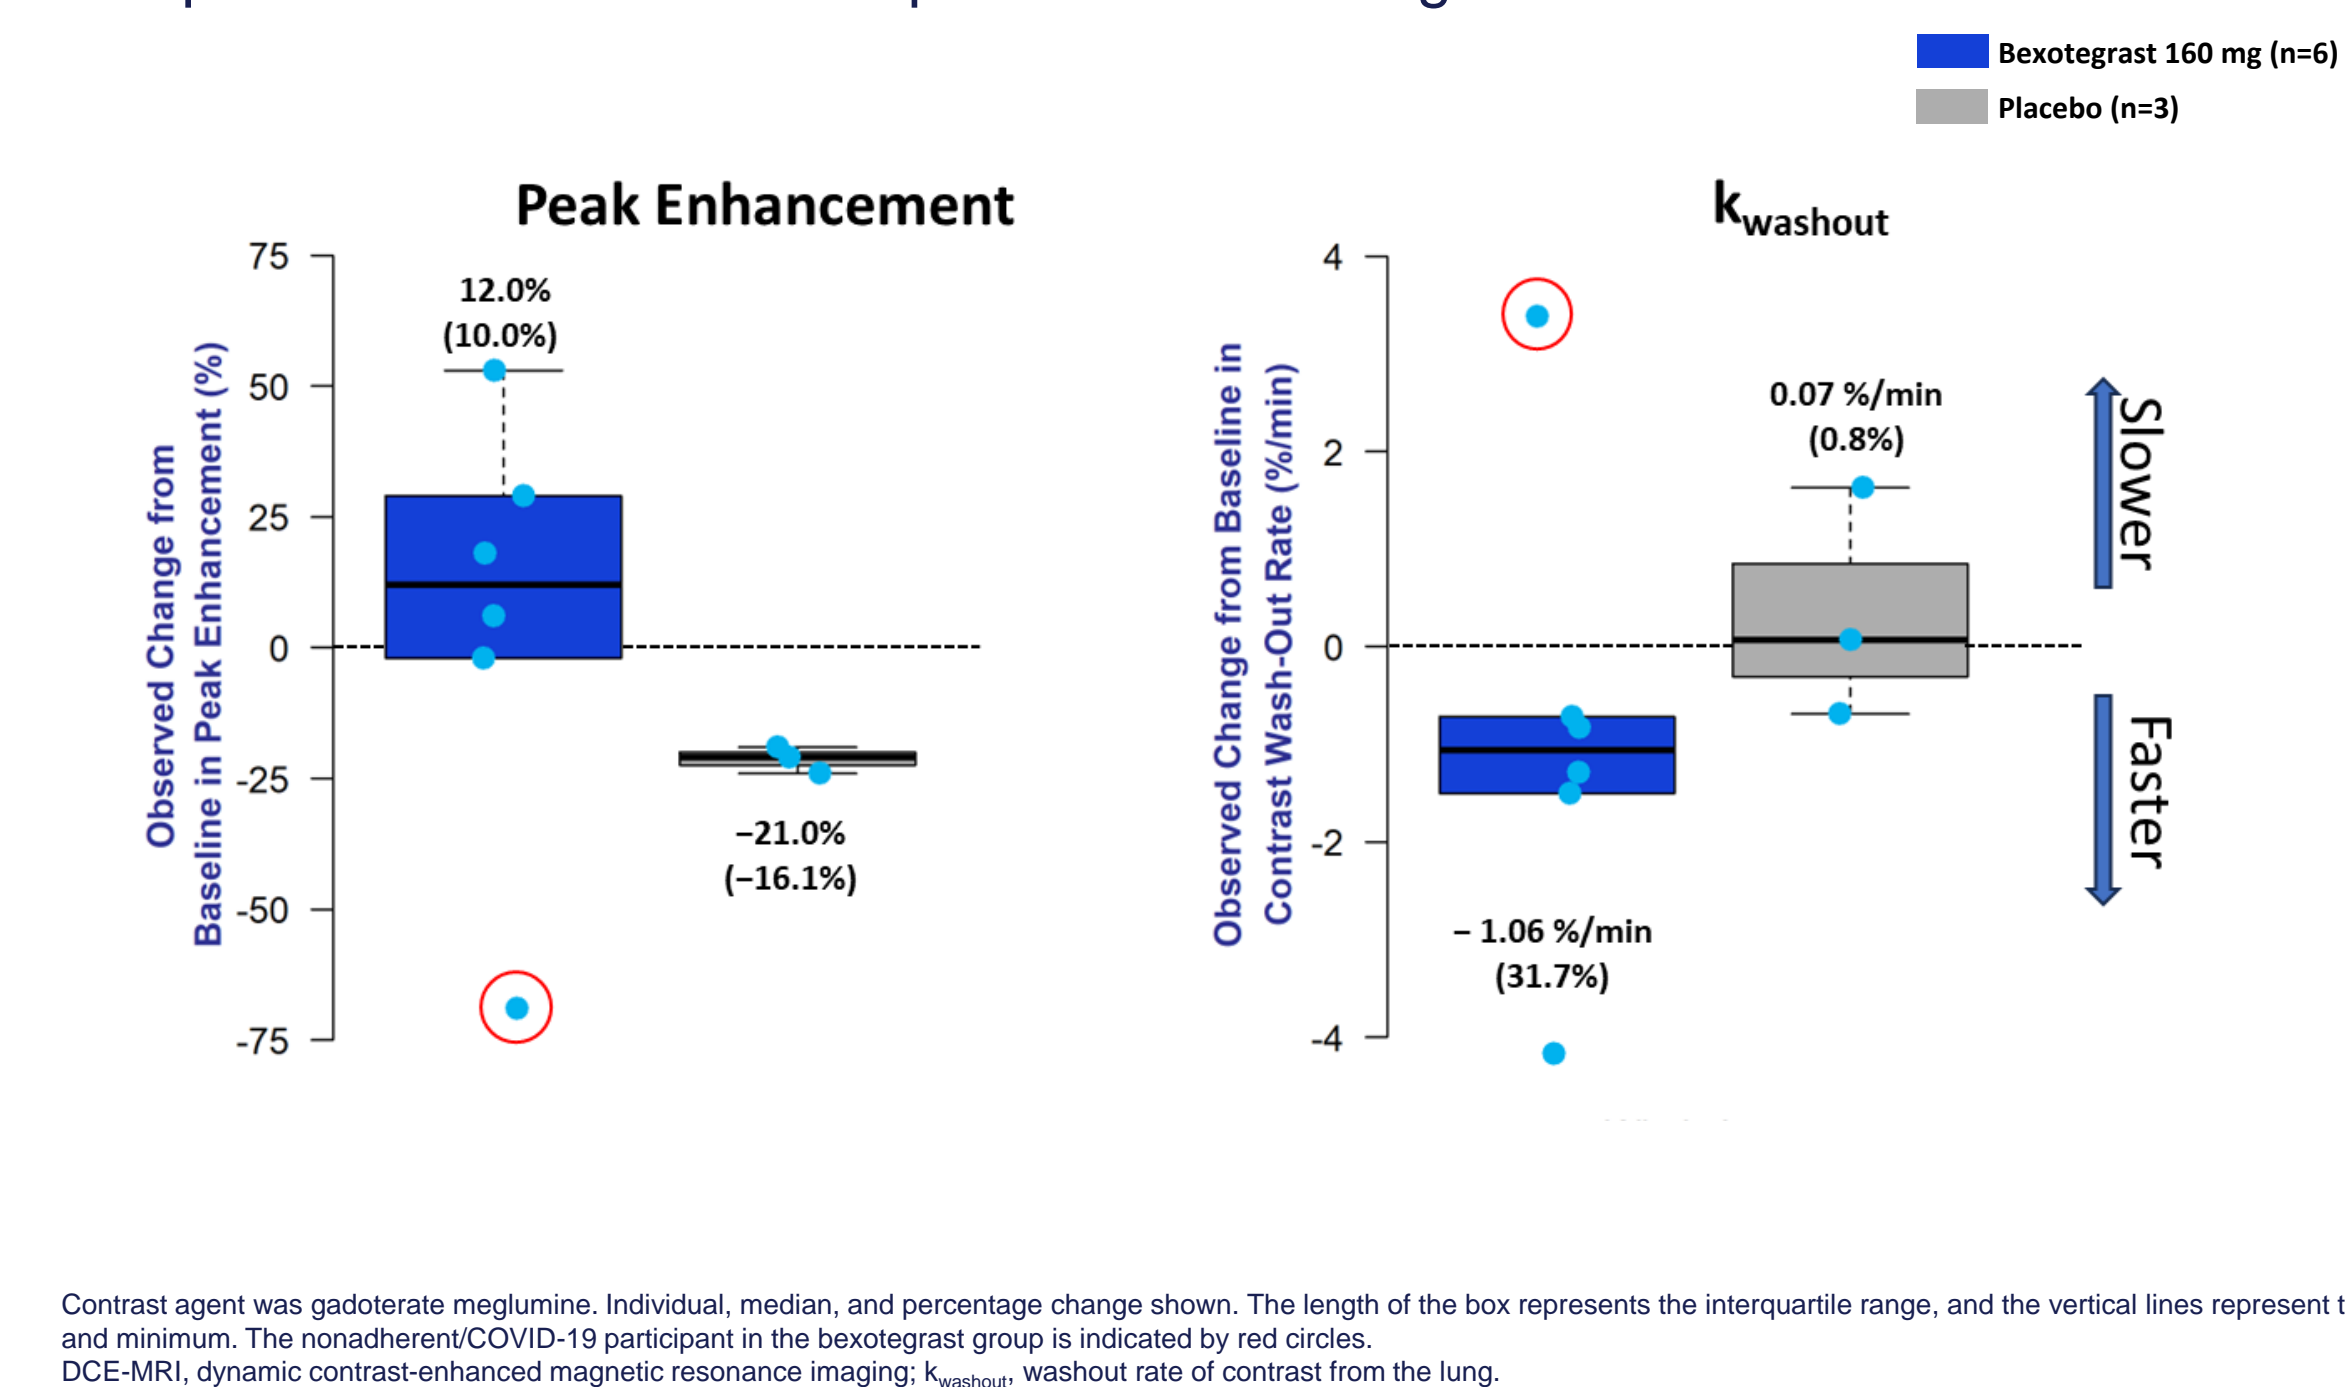 Bexotegrast 160 mg (n=6)
Placebo (n=3)
Peak Enhancement
75
50
25
0
-25
-50
-75
Observed Change from
Baseline in Peak Enhancement (%)
12.0%
(10.0%)
−21.0%
(−16.1%)
kwashout
4
2
0
-2
-4
Observed Change from Baseline in
Contrast Wash-Out Rate (%/min)
0.07 %/min
(0.8%)
− 1.06 %/min
(31.7%)
Slower
Faster
Contrast agent was gadoterate meglumine. Individual, median, and percentage change shown. The length of the box represents the interquartile range, and the vertical lines represent
and minimum. The nonadherent/COVID-19 participant in the bexotegrast group is indicated by red circles.
DCE-MRI, dynamic contrast-enhanced magnetic resonance imaging; kwashout, washout rate of contrast from the lung.